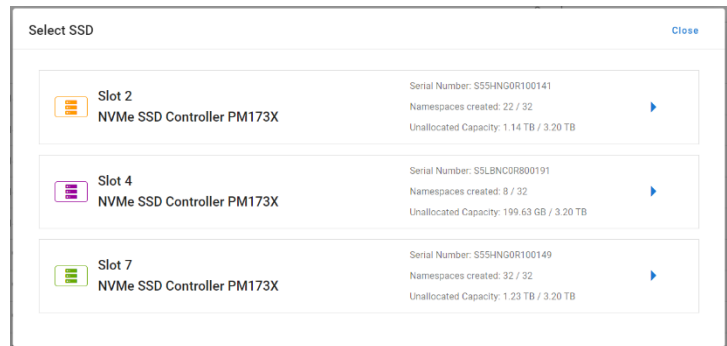 Select SSD
Close
Slot 2
NVMe SSD Controller PM173X
Serial Number: S55HNG0R100141
Namespaces created: 22 / 32
Unallocated Capacity: 1.14 TB / 3.20 TB
Slot 4
NVMe SSD Controller PM173X
Serial Number: S5LBNC0R800191
Namespaces created: 8 / 32
Unallocated Capacity: 199.63 GB / 3.20 TB
Slot 7
NVMe SSD Controller PM173X
Serial Number: S55HNG0R100149
Namespaces created: 32 / 32
Unallocated Capacity: 1.23 TB / 3.20 TB